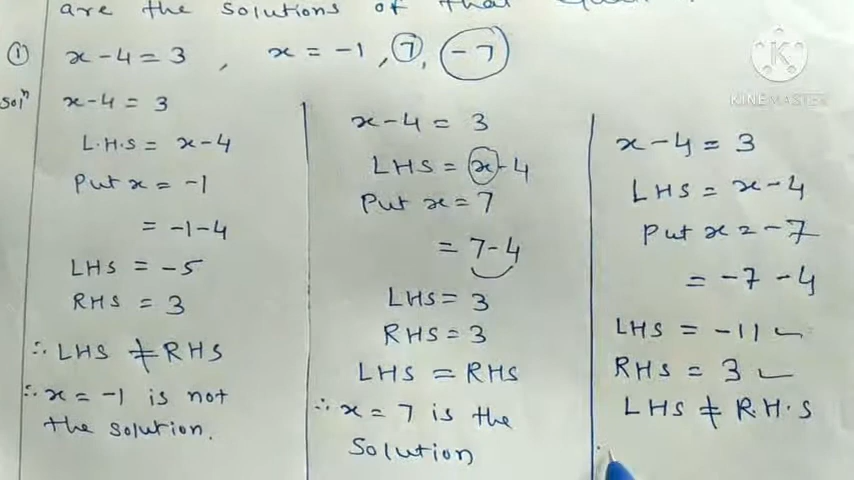 are the solutions of that
① x-4=3 , x = -1, 7, -7
Solⁿ x-4 = 3
L.H.S = x-4
Put x = -1
= -1-4
LHS = -5
RHS = 3
∴ LHS ≠ RHS
∴ x = -1 is not
the solution.
x-4 = 3
LHS = x-4
Put x = 7
= 7-4
LHS = 3
RHS = 3
LHS = RHS
∴ x = 7 is the
Solution
x-4 = 3
LHS = x-4
Put x = -7
= -7 -4
LHS = -11
RHS = 3
LHS ≠ R.H.S
KINEMASTER